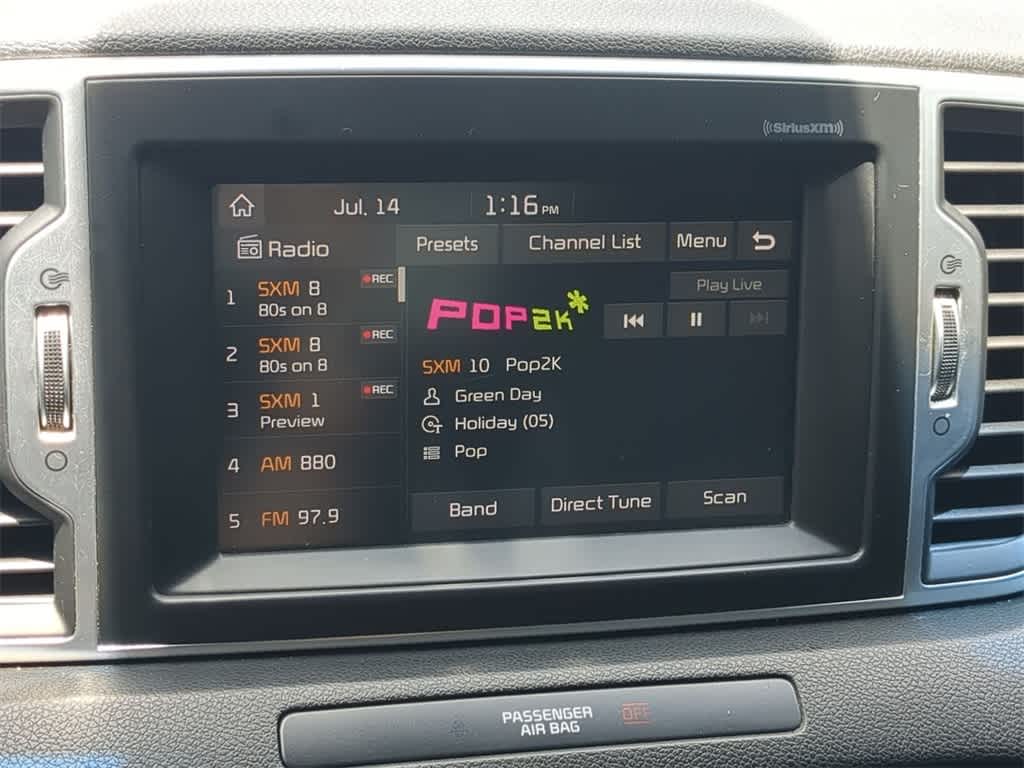 SiriusXM
Jul. 14 1:16 PM
Radio Presets Channel List Menu
1 SXM 8 REC
80s on 8
2 SXM 8 REC
80s on 8
3 SXM 1 REC
Preview
4 AM 880
5 FM 97.9
Play Live
POP2K*
SXM 10 Pop2K
Green Day
Holiday (05)
Pop
Band Direct Tune Scan
PASSENGER
AIR BAG
OFF